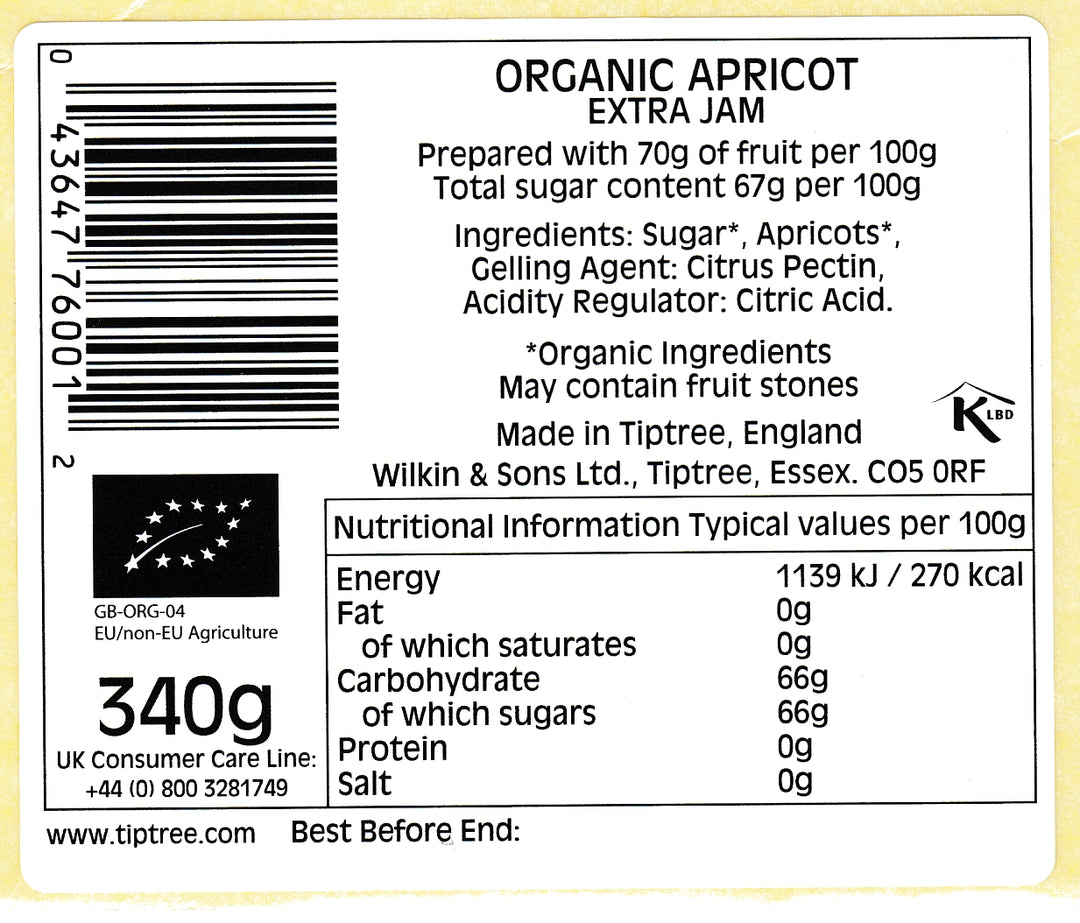 0 43647 76001 2
ORGANIC APRICOT
EXTRA JAM
Prepared with 70g of fruit per 100g
Total sugar content 67g per 100g
Ingredients: Sugar*, Apricots*,
Gelling Agent: Citrus Pectin,
Acidity Regulator: Citric Acid.
*Organic Ingredients
May contain fruit stones
Made in Tiptree, England
K LBD
Wilkin & Sons Ltd., Tiptree, Essex. CO5 0RF
GB-ORG-04
EU/non-EU Agriculture
340g
UK Consumer Care Line:
+44 (0) 800 3281749
Nutritional Information Typical values per 100g
Energy 1139 kJ / 270 kcal
Fat 0g
of which saturates 0g
Carbohydrate 66g
of which sugars 66g
Protein 0g
Salt 0g
www.tiptree.com Best Before End: